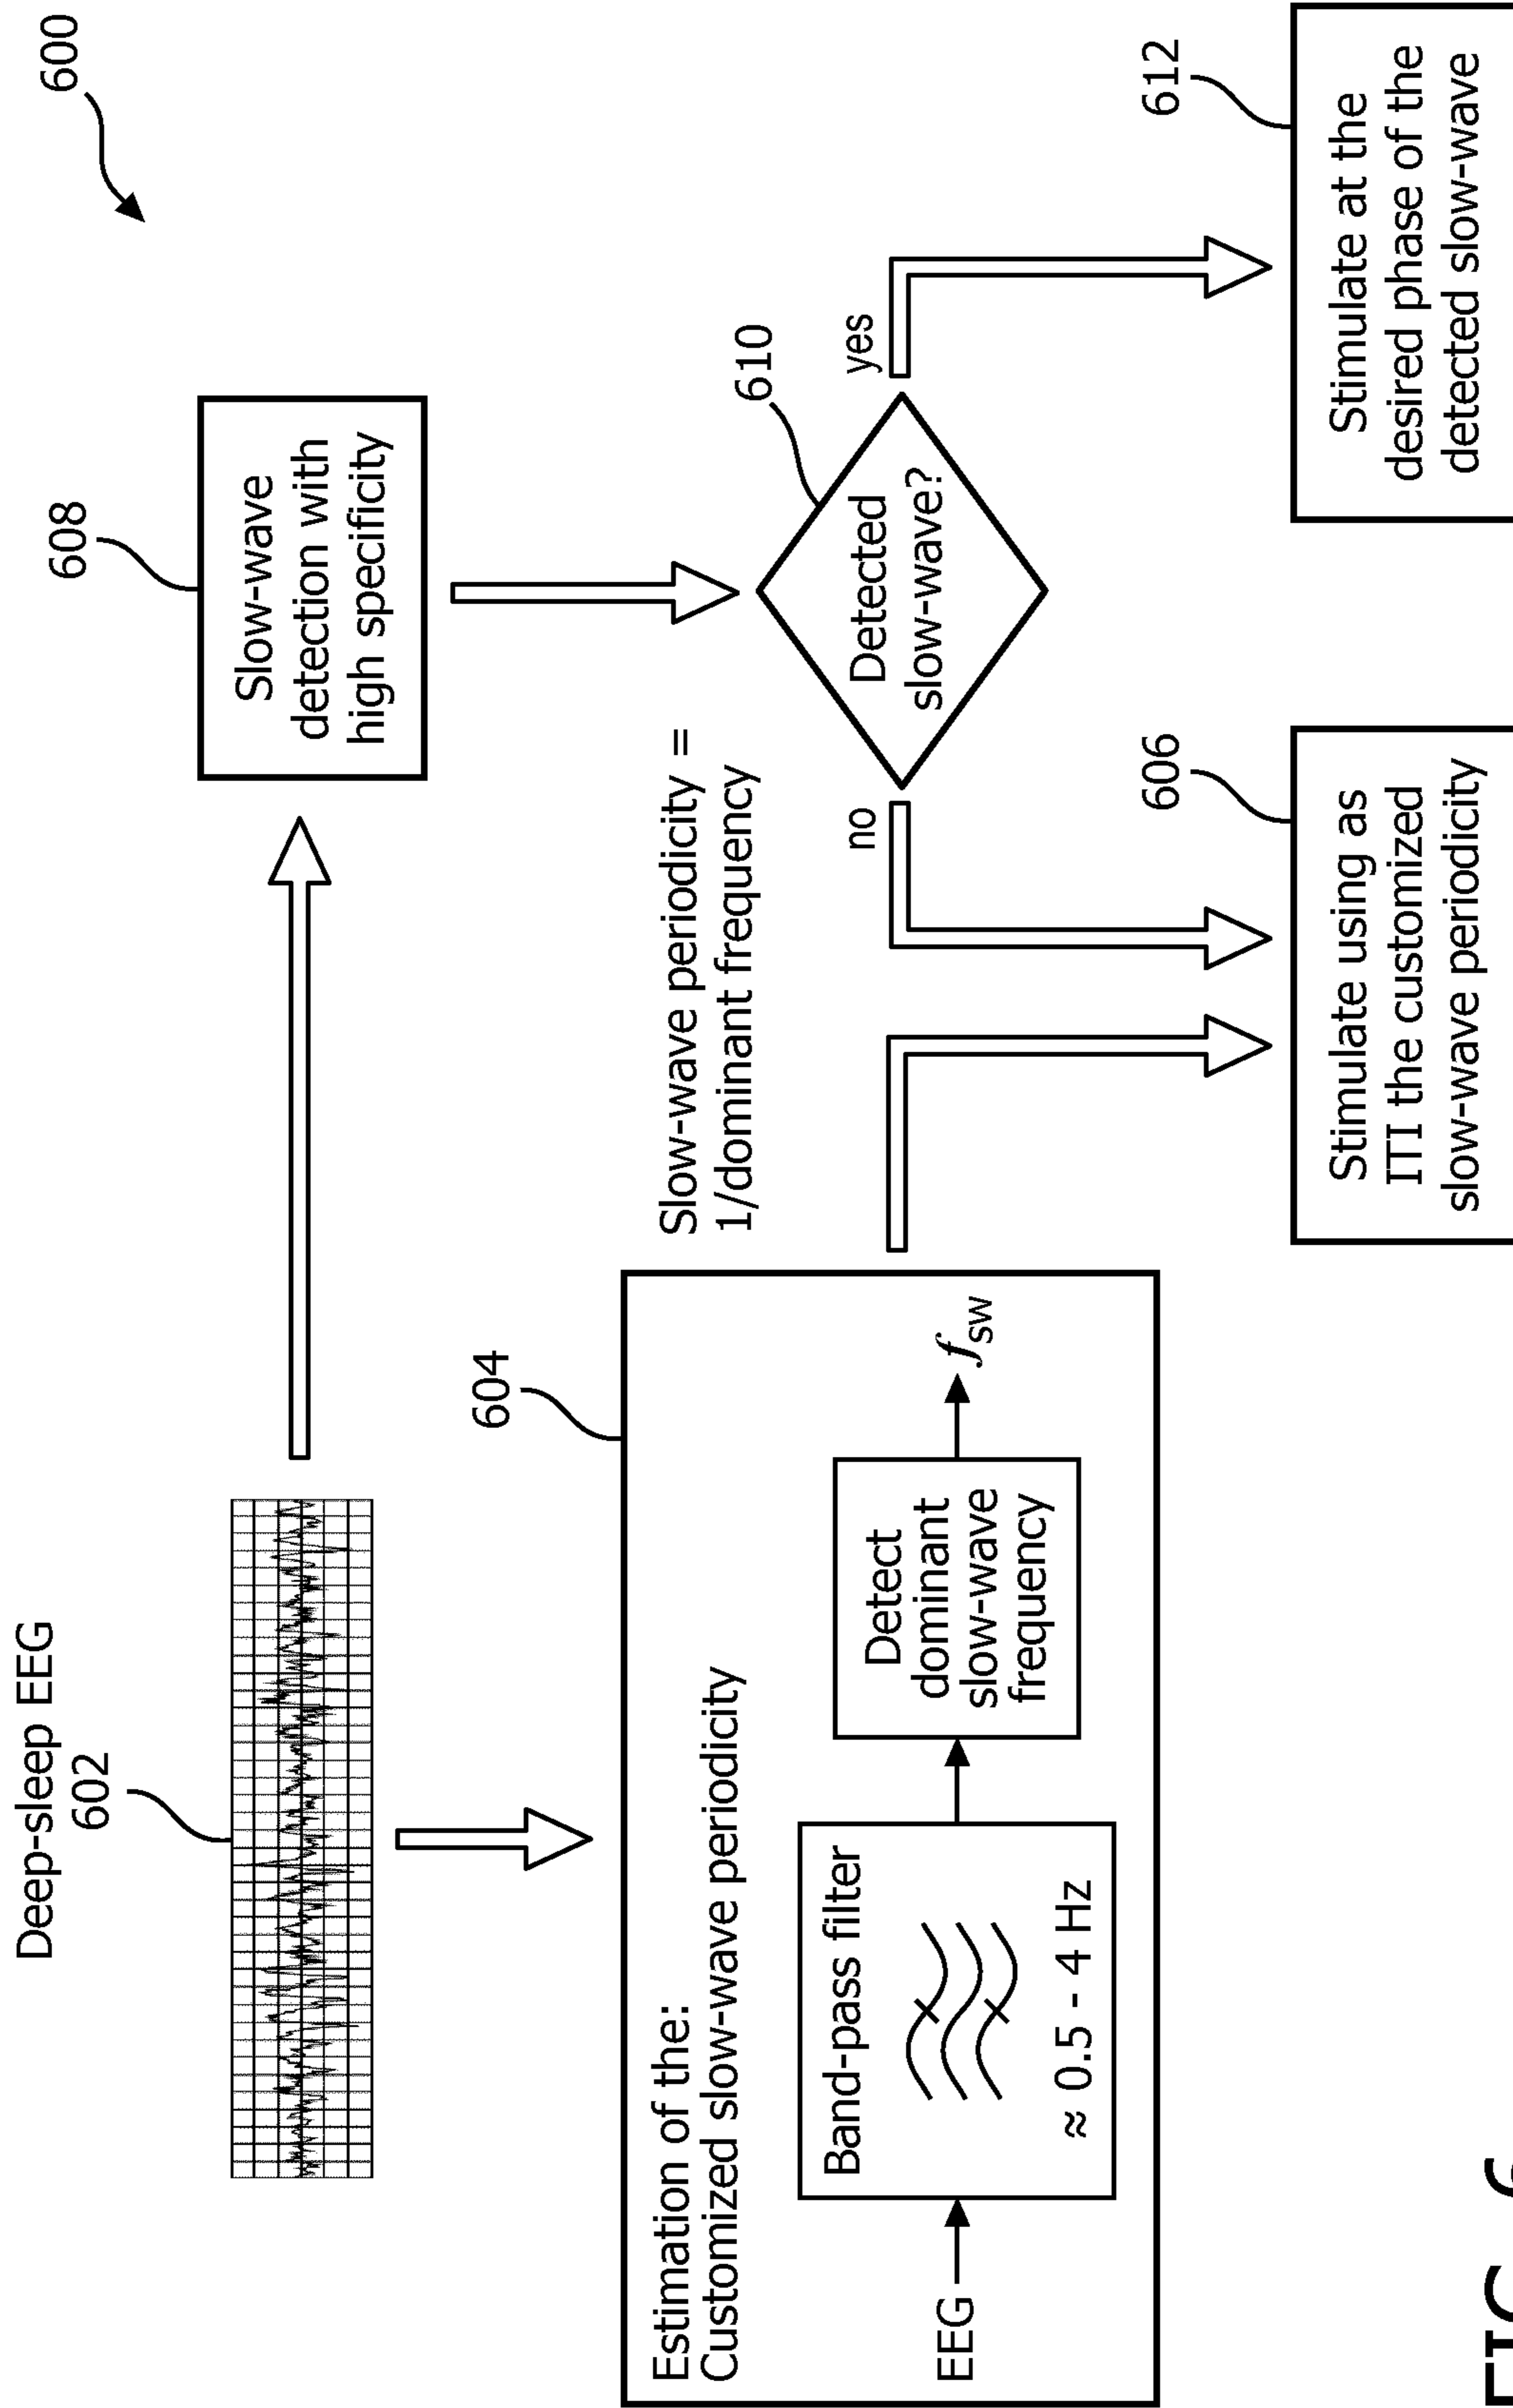 600
Deep-sleep EEG
602
608
Slow-wave
detection with
high specificity
604
Estimation of the:
Customized slow-wave periodicity
EEG
Band-pass filter
≈ 0.5 - 4 Hz
Detect
dominant
slow-wave
frequency
fsw
Slow-wave periodicity =
1/dominant frequency
610
Detected
slow-wave?
no
yes
606
Stimulate using as
ITI the customized
slow-wave periodicity
612
Stimulate at the
desired phase of the
detected slow-wave
FIG. 6